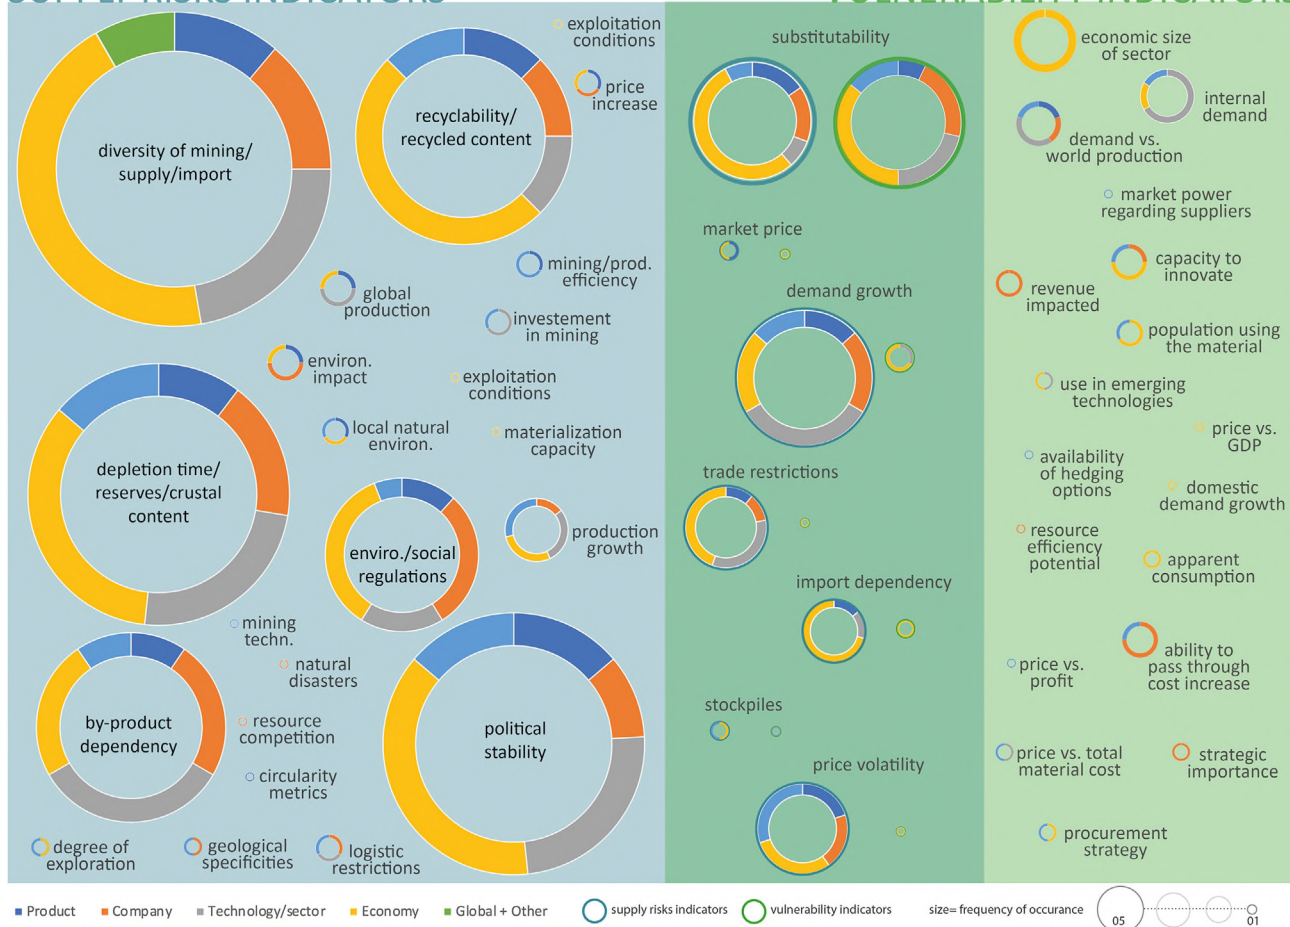 SUPPLY RISKS INDICATORS
VULNERABILITY INDICATORS
diversity of mining/
supply/import
recyclability/
recycled content
exploitation
conditions
price
increase
global
production
mining/prod.
efficiency
investement
in mining
environ.
impact
exploitation
conditions
local natural
environ.
materialization
capacity
depletion time/
reserves/crustal
content
enviro./social
regulations
production
growth
mining
techn.
natural
disasters
resource
competition
circularity
metrics
by-product
dependency
political
stability
degree of
exploration
geological
specificities
logistic
restrictions
substitutability
market price
demand growth
trade restrictions
import dependency
stockpiles
price volatility
economic size
of sector
internal
demand
demand vs.
world production
market power
regarding suppliers
capacity to
innovate
revenue
impacted
population using
the material
use in emerging
technologies
price vs.
GDP
availability
of hedging
options
domestic
demand growth
resource
efficiency
potential
apparent
consumption
ability to
pass through
cost increase
price vs.
profit
price vs. total
material cost
strategic
importance
procurement
strategy
Product
Company
Technology/sector
Economy
Global + Other
supply risks indicators
vulnerability indicators
size= frequency of occurance
05
01